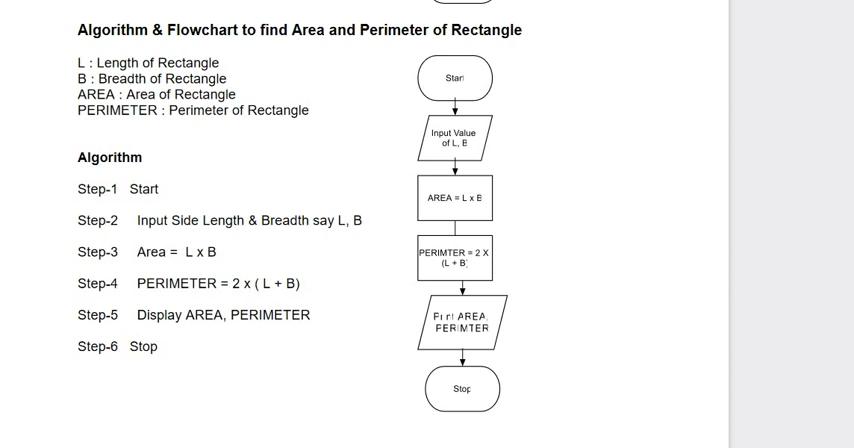 Algorithm & Flowchart to find Area and Perimeter of Rectangle
L : Length of Rectangle
B : Breadth of Rectangle
AREA : Area of Rectangle
PERIMETER : Perimeter of Rectangle
Algorithm
Step-1 Start
Step-2 Input Side Length & Breadth say L, B
Step-3 Area = L x B
Step-4 PERIMETER = 2 x ( L + B)
Step-5 Display AREA, PERIMETER
Step-6 Stop
Start
Input Value
of L, B
AREA = L x B
PERIMTER = 2 X
(L + B)
Print AREA,
PERIMTER
Stop